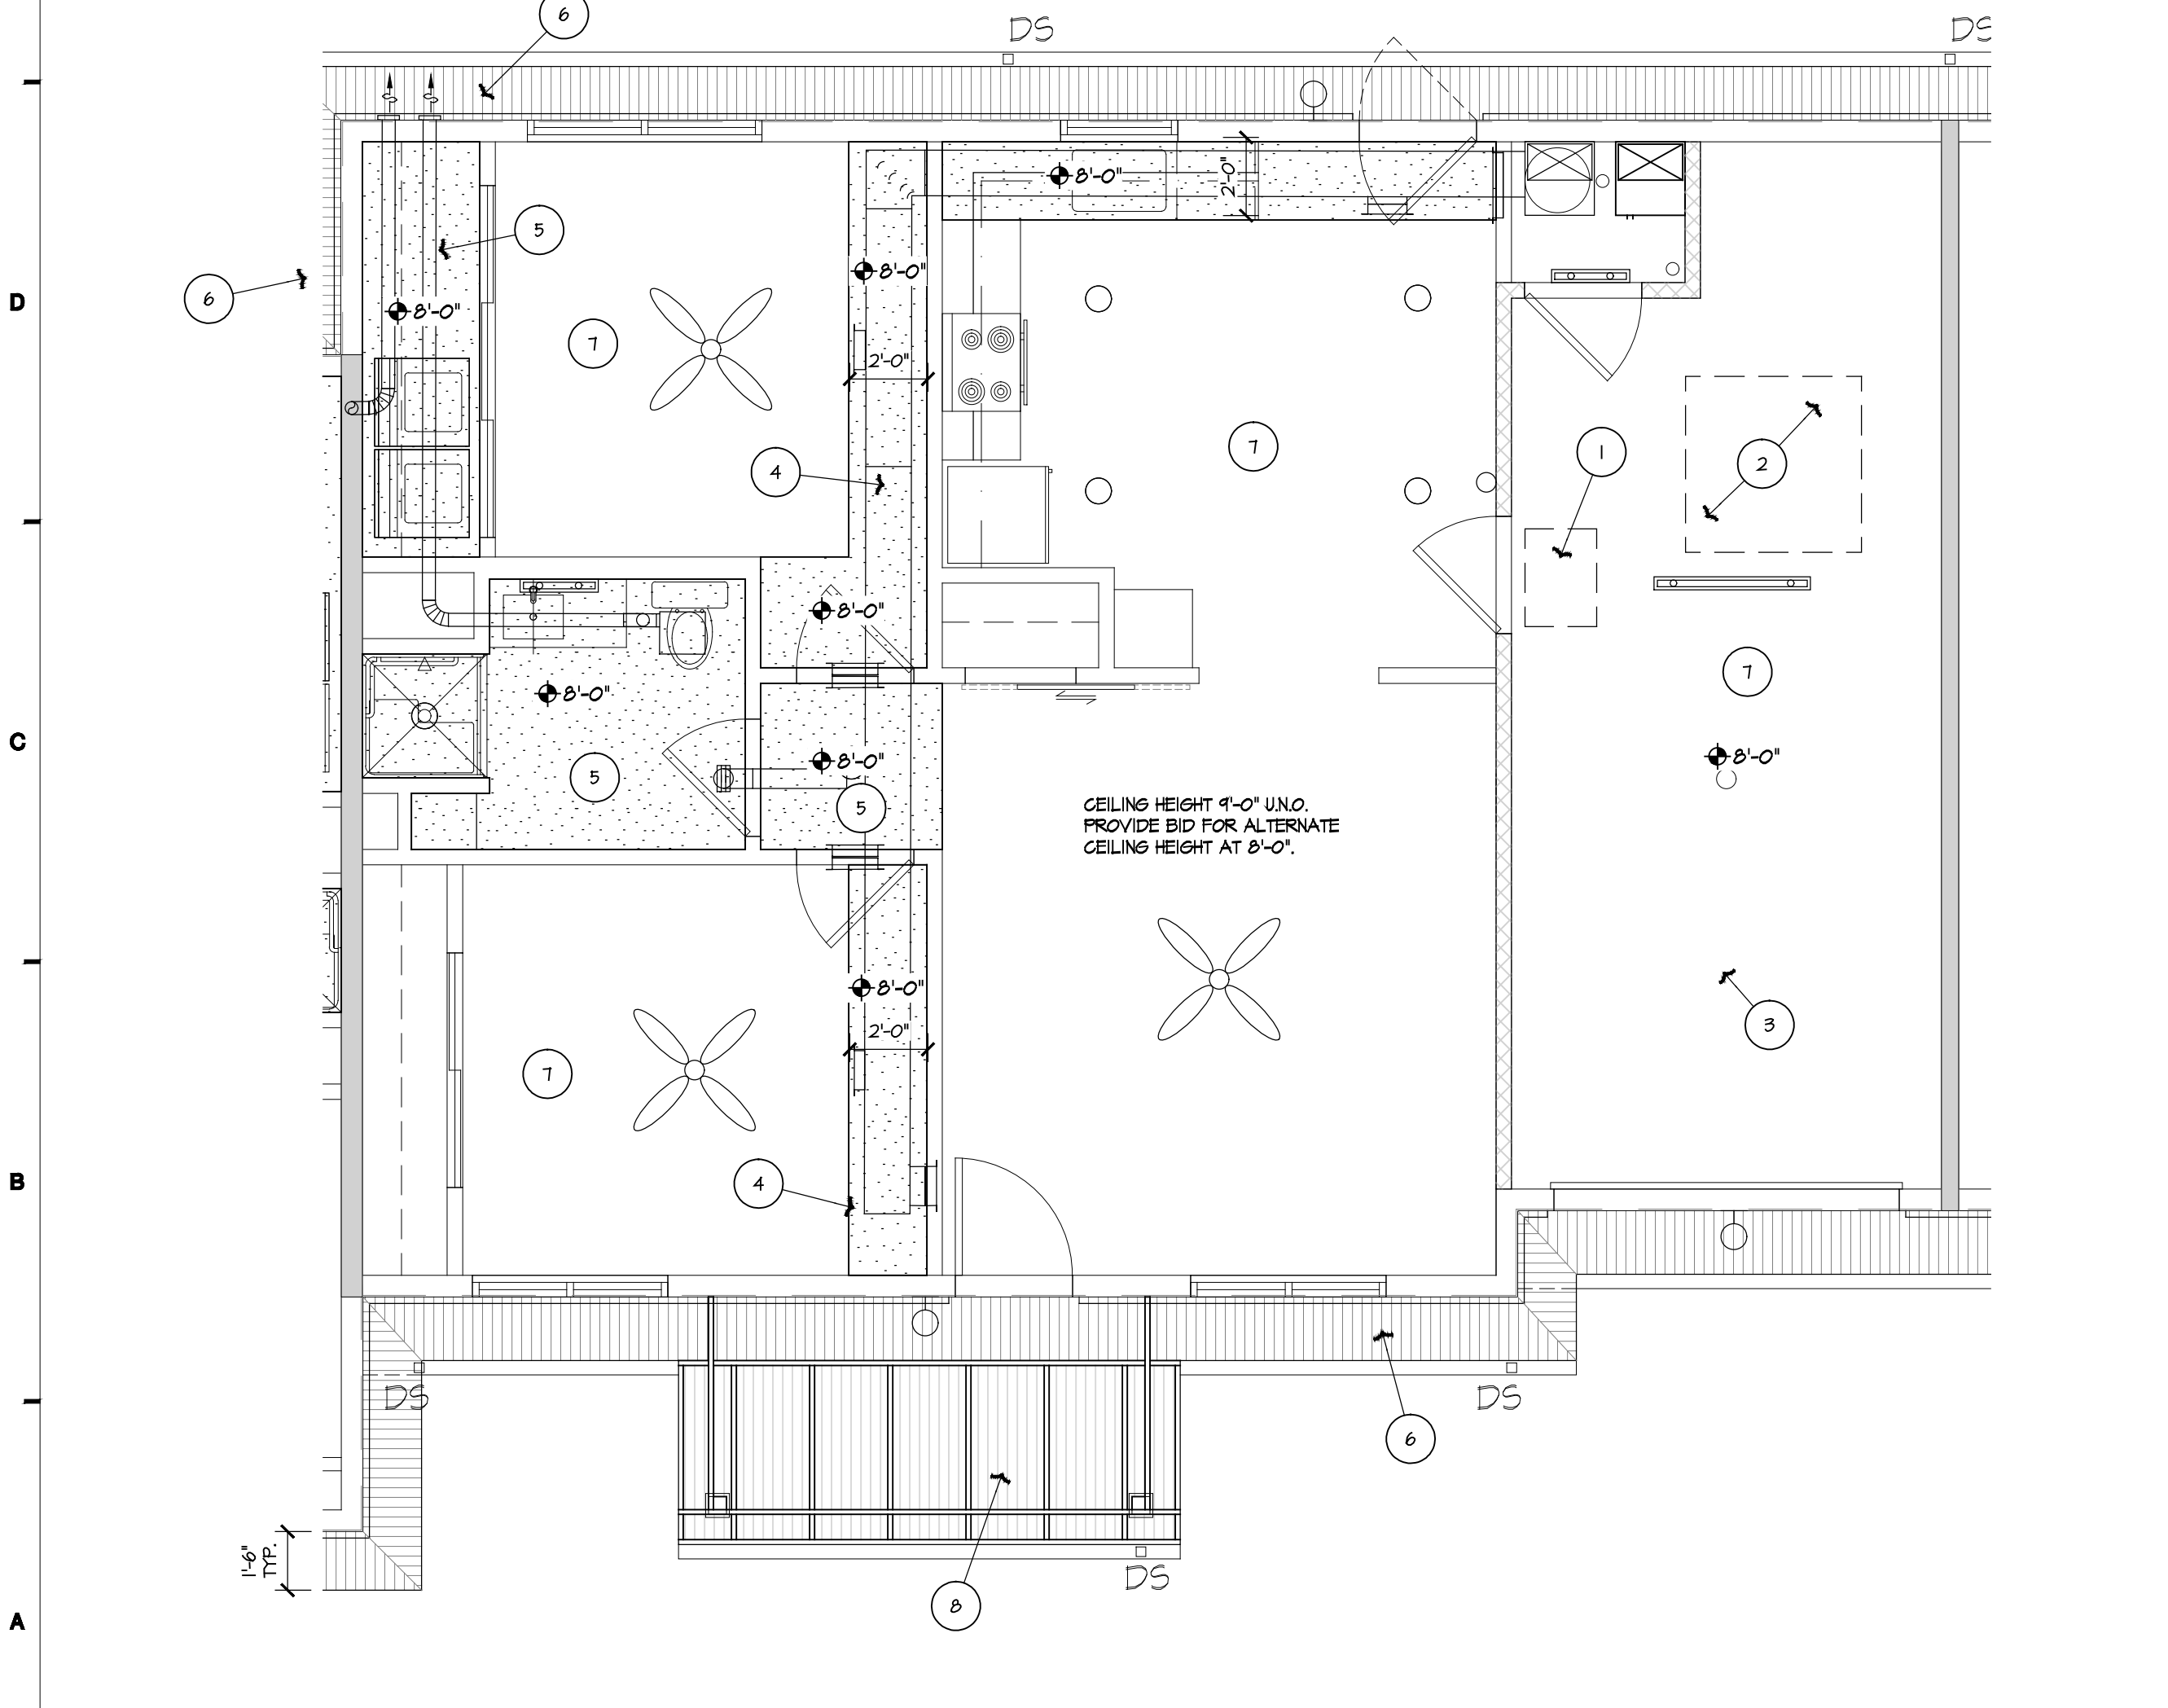 6
DS
DS
8'-0"
2'-0"
5
8'-0"
6
D
8'-0"
7
2'-0"
7
4
1
2
8'-0"
7
8'-0"
C
8'-0"
8'-0"
5
5
CEILING HEIGHT 9'-0" U.N.O.
PROVIDE BID FOR ALTERNATE
CEILING HEIGHT AT 8'-0".
8'-0"
2'-0"
3
7
B
4
DS
DS
6
1'-6"
TYP.
DS
8
A